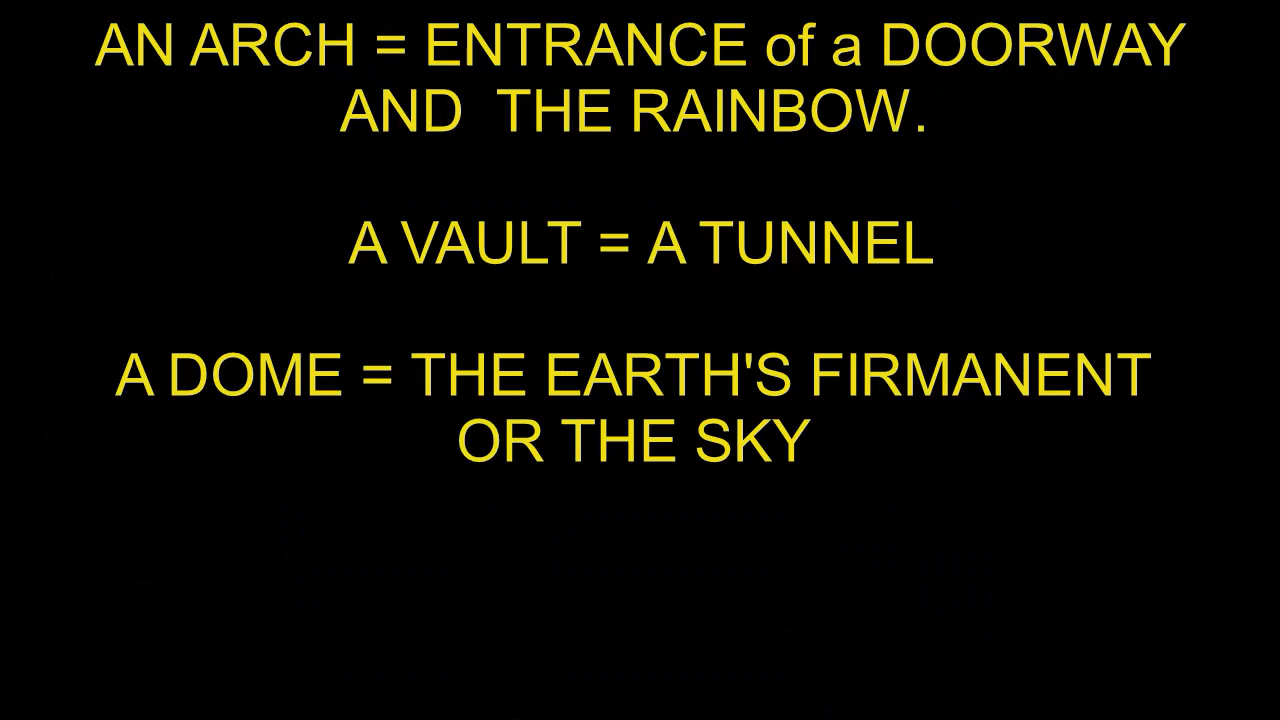 AN ARCH = ENTRANCE of a DOORWAY
AND  THE RAINBOW.
A VAULT = A TUNNEL
A DOME = THE EARTH'S FIRMANENT
OR THE SKY